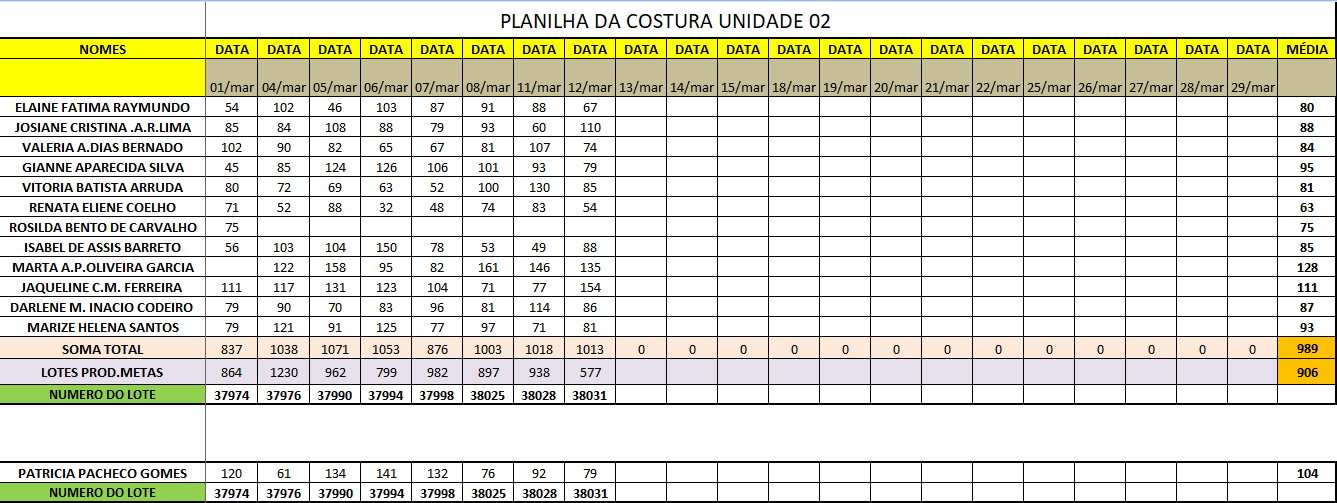 PLANILHA DA COSTURA UNIDADE 02
NOMES DATA DATA DATA DATA DATA DATA DATA DATA DATA DATA DATA DATA DATA DATA DATA DATA DATA DATA DATA DATA DATA MÉDIA
01/mar 04/mar 05/mar 06/mar 07/mar 08/mar 11/mar 12/mar 13/mar 14/mar 15/mar 18/mar 19/mar 20/mar 21/mar 22/mar 25/mar 26/mar 27/mar 28/mar 29/mar
ELAINE FATIMA RAYMUNDO 54 102 46 103 87 91 88 67 80
JOSIANE CRISTINA .A.R.LIMA 85 84 108 88 79 93 60 110 88
VALERIA A.DIAS BERNADO 102 90 82 65 67 81 107 74 84
GIANNE APARECIDA SILVA 45 85 124 126 106 101 93 79 95
VITORIA BATISTA ARRUDA 80 72 69 63 52 100 130 85 81
RENATA ELIENE COELHO 71 52 88 32 48 74 83 54 63
ROSILDA BENTO DE CARVALHO 75 75
ISABEL DE ASSIS BARRETO 56 103 104 150 78 53 49 88 85
MARTA A.P.OLIVEIRA GARCIA 122 158 95 82 161 146 135 128
JAQUELINE C.M. FERREIRA 111 117 131 123 104 71 77 154 111
DARLENE M. INACIO CODEIRO 79 90 70 83 96 81 114 86 87
MARIZE HELENA SANTOS 79 121 91 125 77 97 71 81 93
SOMA TOTAL 837 1038 1071 1053 876 1003 1018 1013 0 0 0 0 0 0 0 0 0 0 0 0 0 989
LOTES PROD.METAS 864 1230 962 799 982 897 938 577 906
NUMERO DO LOTE 37974 37976 37990 37994 37998 38025 38028 38031
PATRICIA PACHECO GOMES 120 61 134 141 132 76 92 79 104
NUMERO DO LOTE 37974 37976 37990 37994 37998 38025 38028 38031